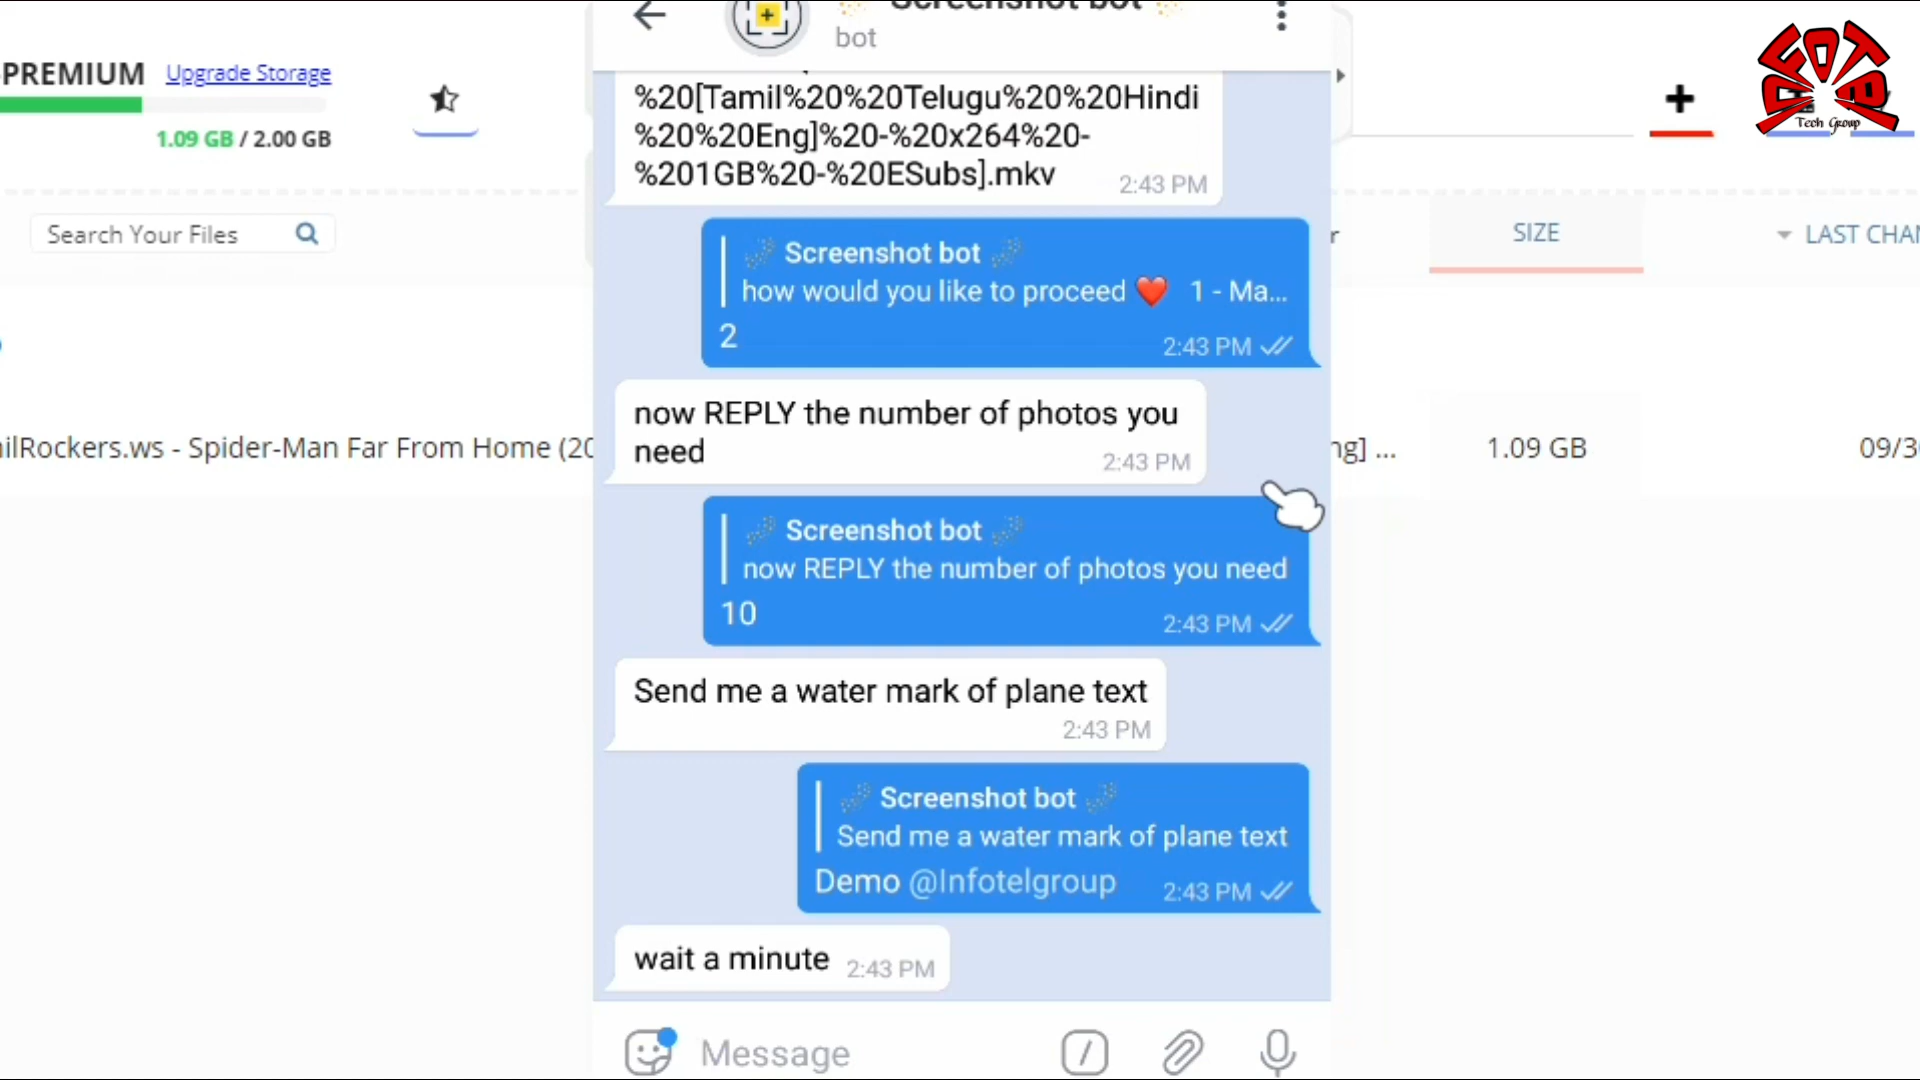 Screenshot bot
bot
PREMIUM Upgrade Storage
1.09 GB / 2.00 GB
Tech Group
%20[Tamil%20%20Telugu%20%20Hindi
%20%20Eng]%20-%20x264%20-
%201GB%20-%20ESubs].mkv
2:43 PM
Search Your Files
SIZE
LAST CHAN
Screenshot bot
how would you like to proceed ❤️ 1 - Ma...
2
2:43 PM
now REPLY the number of photos you
need
2:43 PM
ilRockers.ws - Spider-Man Far From Home (20
ng] ...
1.09 GB
09/30
Screenshot bot
now REPLY the number of photos you need
10
2:43 PM
Send me a water mark of plane text
2:43 PM
Screenshot bot
Send me a water mark of plane text
Demo @Infotelgroup
2:43 PM
wait a minute
2:43 PM
Message